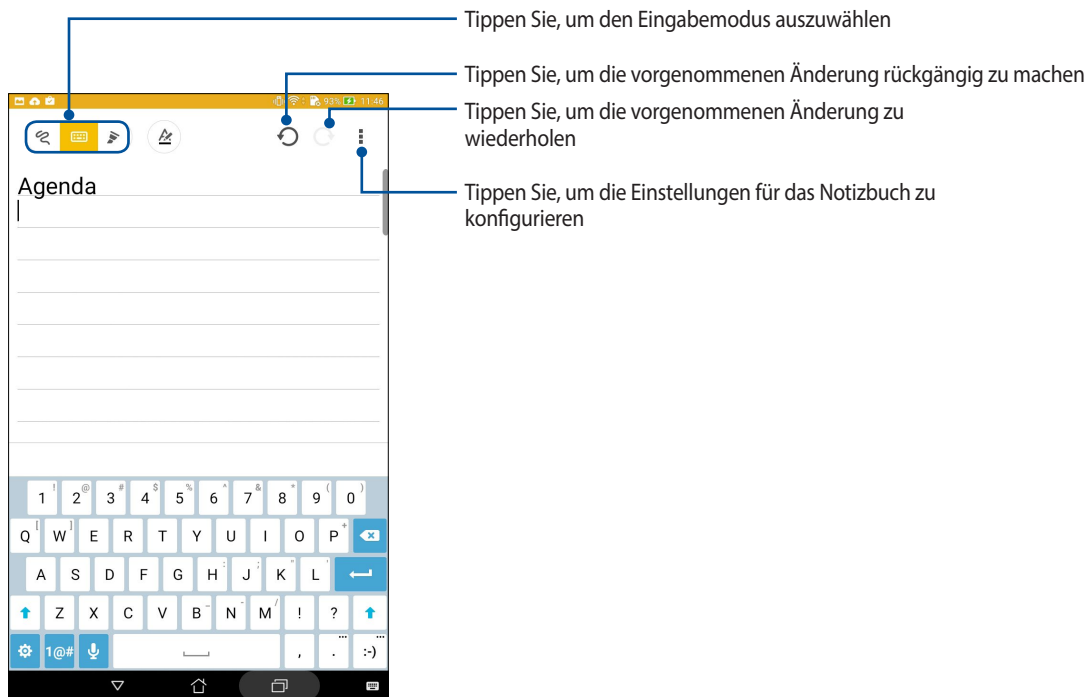 Tippen Sie, um den Eingabemodus auszuwählen
Tippen Sie, um die vorgenommenen Änderung rückgängig zu machen
Tippen Sie, um die vorgenommenen Änderung zu
wiederholen
Tippen Sie, um die Einstellungen für das Notizbuch zu
konfigurieren
93% 11:46
Agenda
1 ! 2 @ 3 # 4 $ 5 % 6 ^ 7 & 8 * 9 ( 0 )
Q [ W ] E R T Y U I O P +
A S D F G H : J ; K " L '
Z X C V B _ N - M / ! ?
1@# , . ... :-) ...